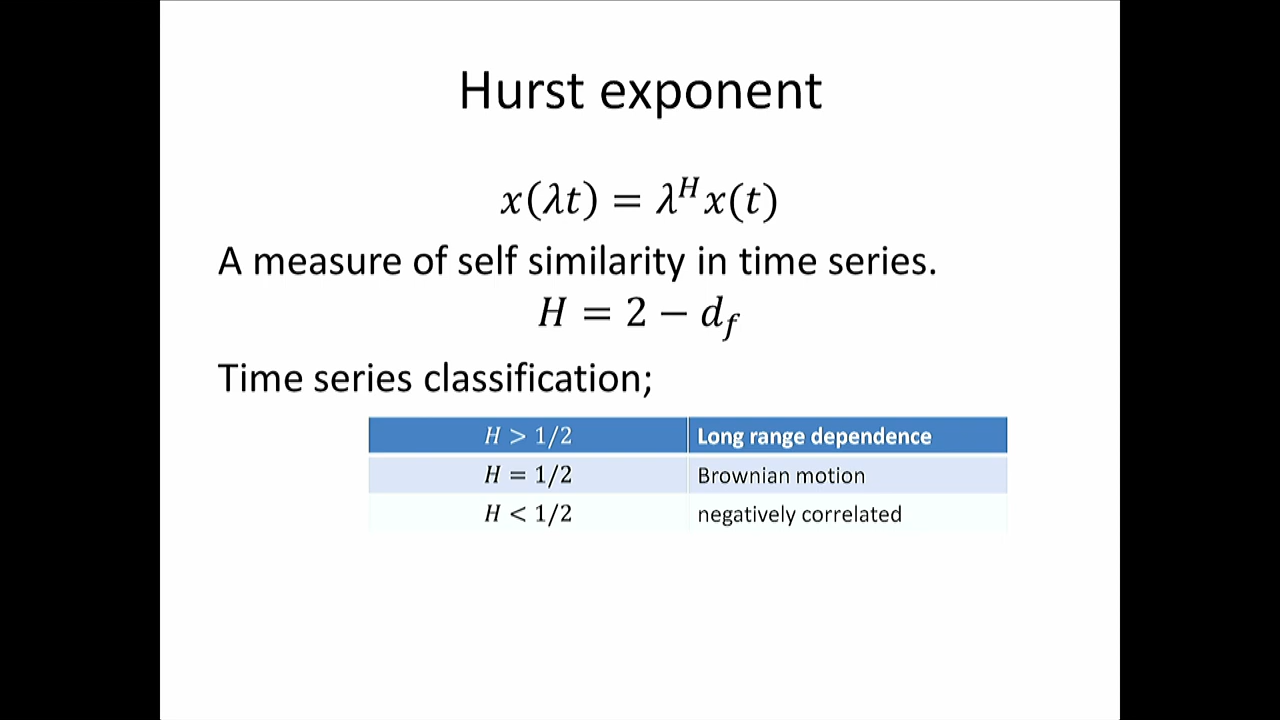 Hurst exponent
𝑥(𝜆𝑡) = 𝜆^𝐻 𝑥(𝑡)
A measure of self similarity in time series.
𝐻 = 2 − 𝑑_𝑓
Time series classification;
𝐻 > 1/2 Long range dependence
𝐻 = 1/2 Brownian motion
𝐻 < 1/2 negatively correlated